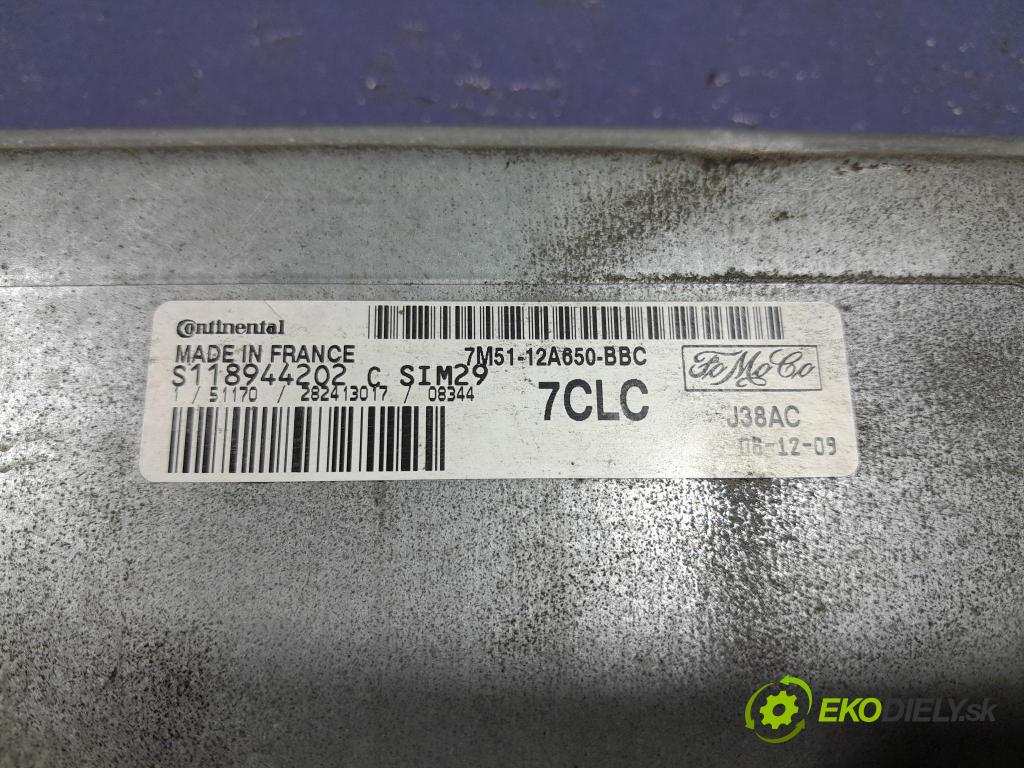 Continental
MADE IN FRANCE
7M51-12A650-BBC
FoMoCo
S118944202 C SIM29
1 / 51170 / 282413017 / 08344
7CLC
J38AC
08-12-09
EKODIELY.sk